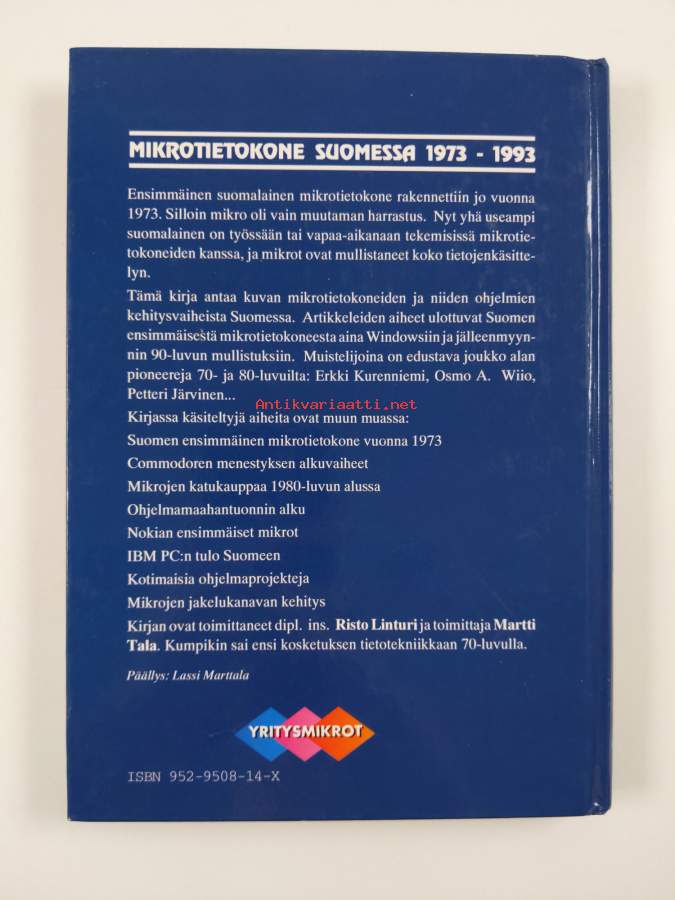 MIKROTIETOKONE SUOMESSA 1973 - 1993
Ensimmäinen suomalainen mikrotietokone rakennettiin jo vuonna
1973. Silloin mikro oli vain muutaman harrastus. Nyt yhä useampi
suomalainen on työssään tai vapaa-aikanaan tekemisissä mikrotie-
tokoneiden kanssa, ja mikrot ovat mullistaneet koko tietojenkäsitte-
lyn.
Tämä kirja antaa kuvan mikrotietokoneiden ja niiden ohjelmien
kehitysvaiheista Suomessa. Artikkeleiden aiheet ulottuvat Suomen
ensimmäisestä mikrotietokoneesta aina Windowsiin ja jälleenmyyn-
nin 90-luvun mullistuksiin. Muistelijoina on edustava joukko alan
pioneereja 70- ja 80-luvuilta: Erkki Kurenniemi, Osmo A. Wiio,
Petteri Järvinen...
Antikvariaatti.net
Kirjassa käsiteltyjä aiheita ovat muun muassa:
Suomen ensimmäinen mikrotietokone vuonna 1973
Commodoren menestyksen alkuvaiheet
Mikrojen katukauppaa 1980-luvun alussa
Ohjelmamaahantuonnin alku
Nokian ensimmäiset mikrot
IBM PC:n tulo Suomeen
Kotimaisia ohjelmaprojekteja
Mikrojen jakelukanavan kehitys
Kirjan ovat toimittaneet dipl. ins. Risto Linturi ja toimittaja Martti
Tala. Kumpikin sai ensi kosketuksen tietotekniikkaan 70-luvulla.
Päällys: Lassi Marttala
YRITYSMIKROT
ISBN 952-9508-14-X